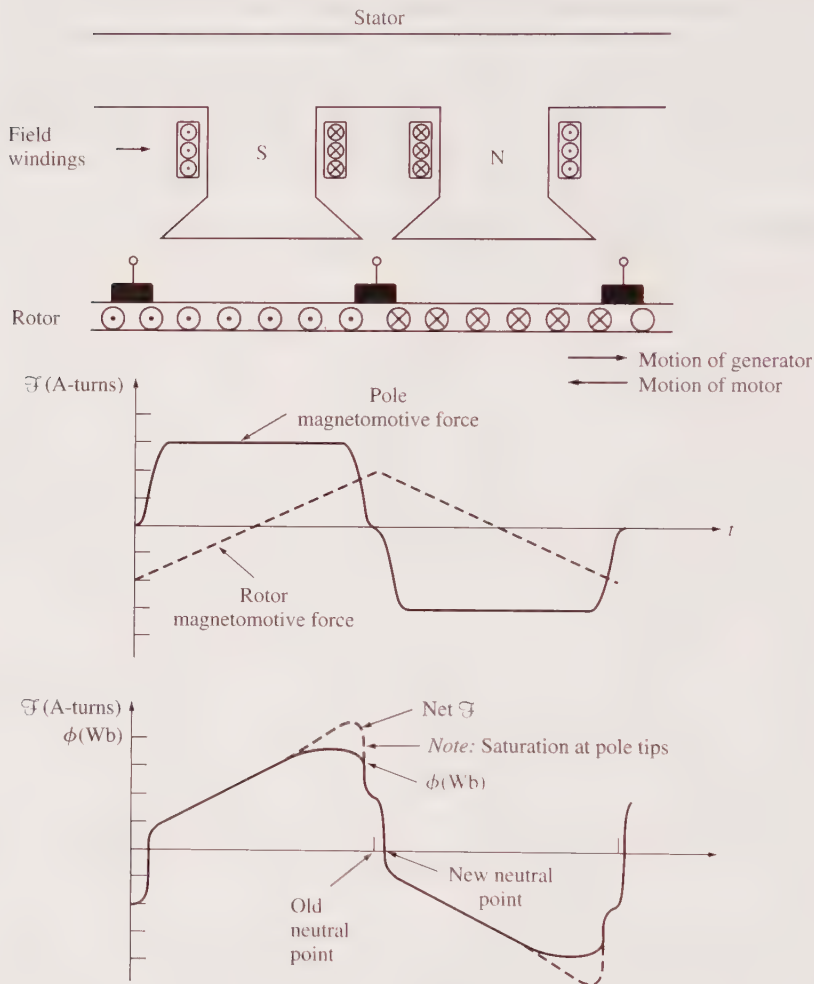 Stator
Field
windings
S
N
Rotor
Motion of generator
Motion of motor
ℱ(A-turns)
Pole
magnetomotive force
t
Rotor
magnetomotive force
ℱ(A-turns)
ϕ(Wb)
Net ℱ
Note: Saturation at pole tips
ϕ(Wb)
New neutral
point
Old
neutral
point